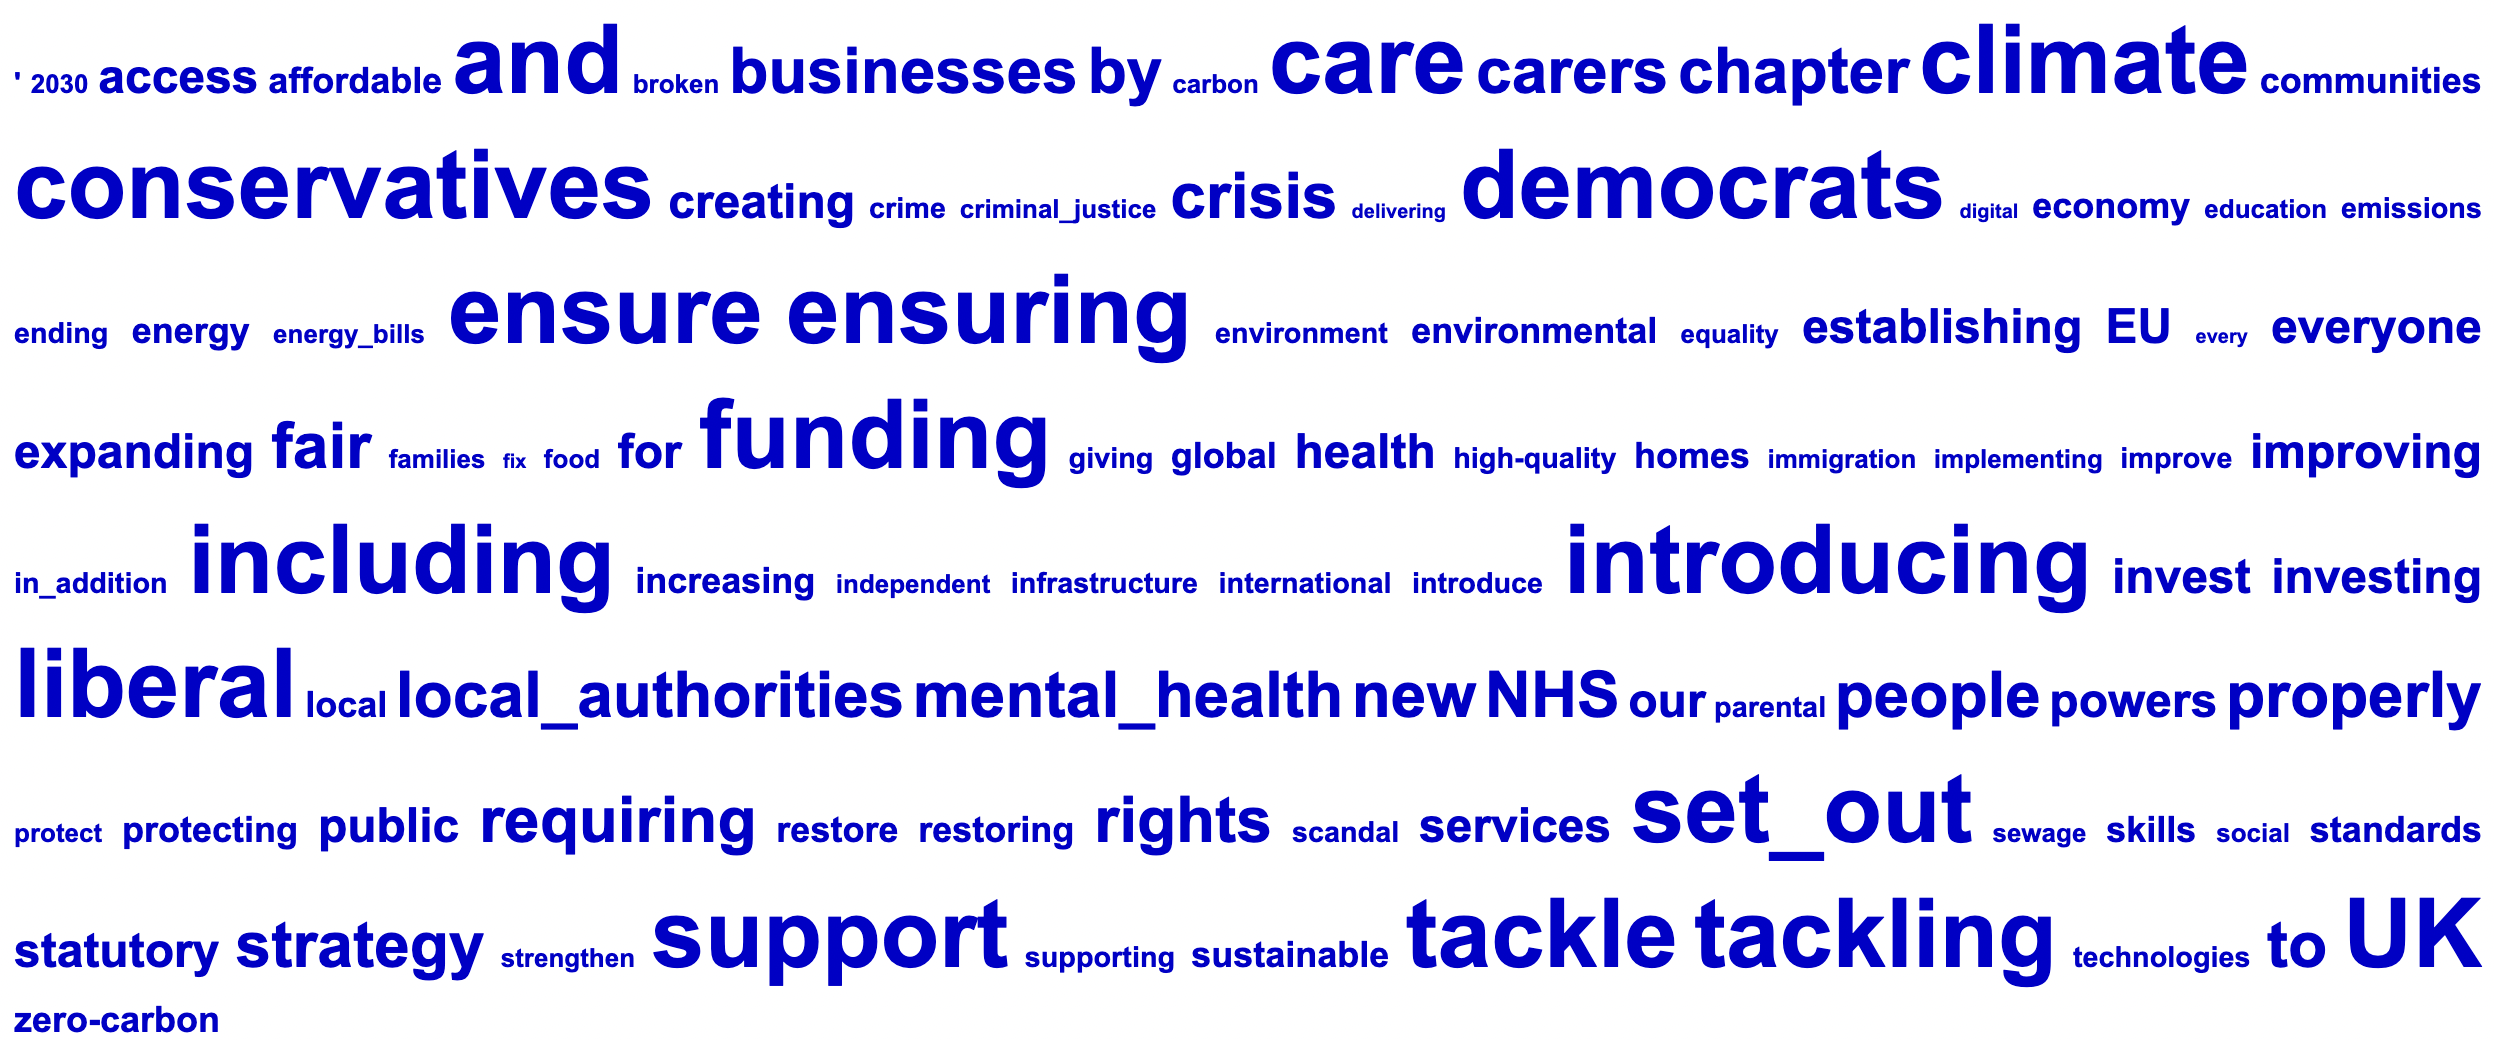 ' 2030 access affordable and broken businesses by carbon care carers chapter climate communities
conservatives creating crime criminal_justice crisis delivering democrats digital economy education emissions
ending energy energy_bills ensure ensuring environment environmental equality establishing EU every everyone
expanding fair families fix food for funding giving global health high-quality homes immigration implementing improve improving
in_addition including increasing independent infrastructure international introduce introducing invest investing
liberal local local_authorities mental_health new NHS our parental people powers properly
protect protecting public requiring restore restoring rights scandal services set_out sewage skills social standards
statutory strategy strengthen support supporting sustainable tackle tackling technologies to UK
zero-carbon